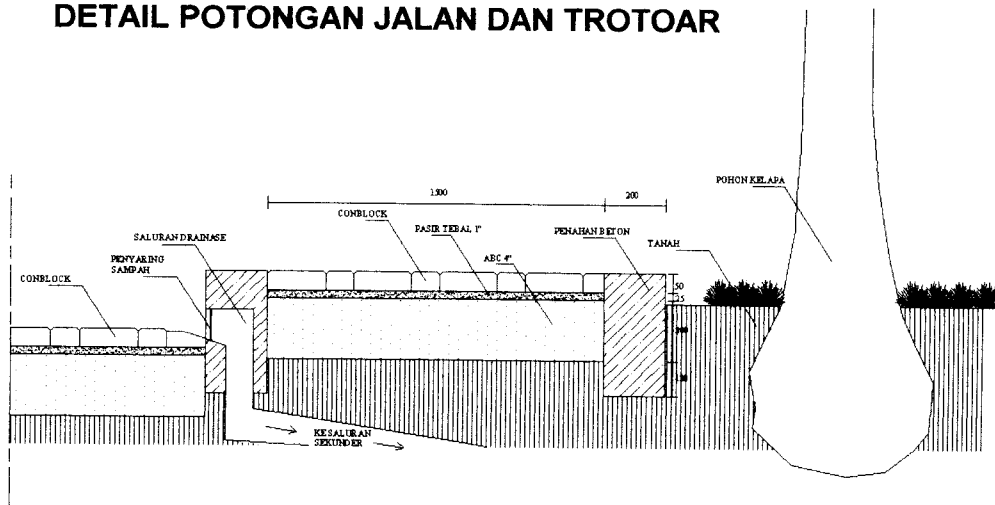 DETAIL POTONGAN JALAN DAN TROTOAR
1500
200
POHON KELAPA
CONBLOCK
PASIR TEBAL 1"
PENAHAN BETON
SALURAN DRAINASE
TANAH
ABC 4"
PENYARING
SAMPAH
CONBLOCK
50
KE SALURAN
SEKUNDER